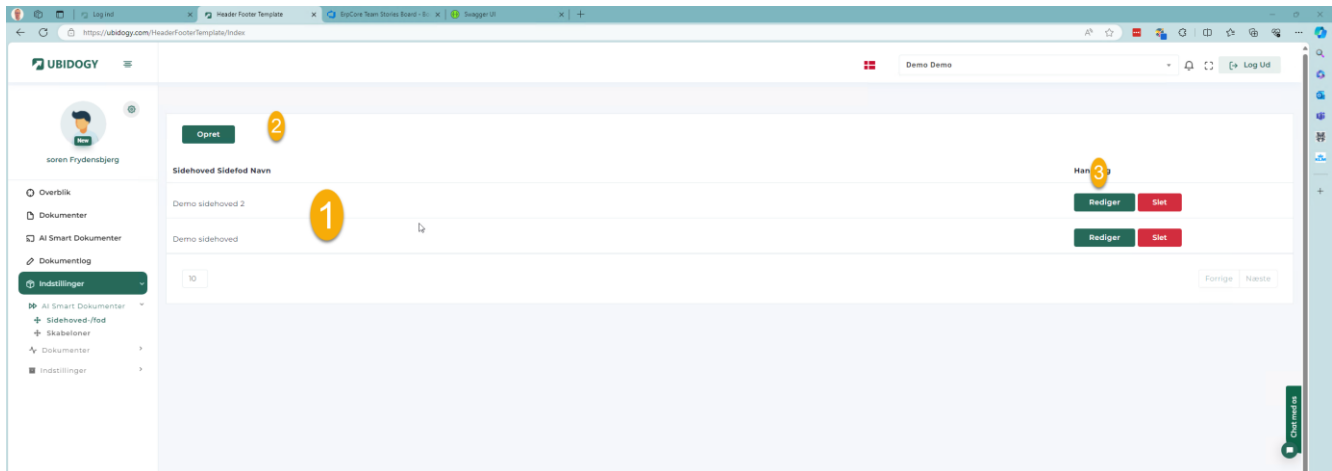 Log ind
Header Footer Template
ErpCore Team Stories Board - Bo
Swagger UI
https://ubidogy.com/HeaderFooterTemplate/Index
UBIDOGY
Demo Demo
Log Ud
New
soren Frydensbjerg
Overblik
Dokumenter
AI Smart Dokumenter
Dokumentlog
Indstillinger
AI Smart Dokumenter
Sidehoved-/fod
Skabeloner
Dokumenter
Indstillinger
Opret
2
Sidehoved Sidefod Navn
Han 3 g
Demo sidehoved 2
Rediger Slet
1
Demo sidehoved
Rediger Slet
10
Forrige Næste
Chat med os